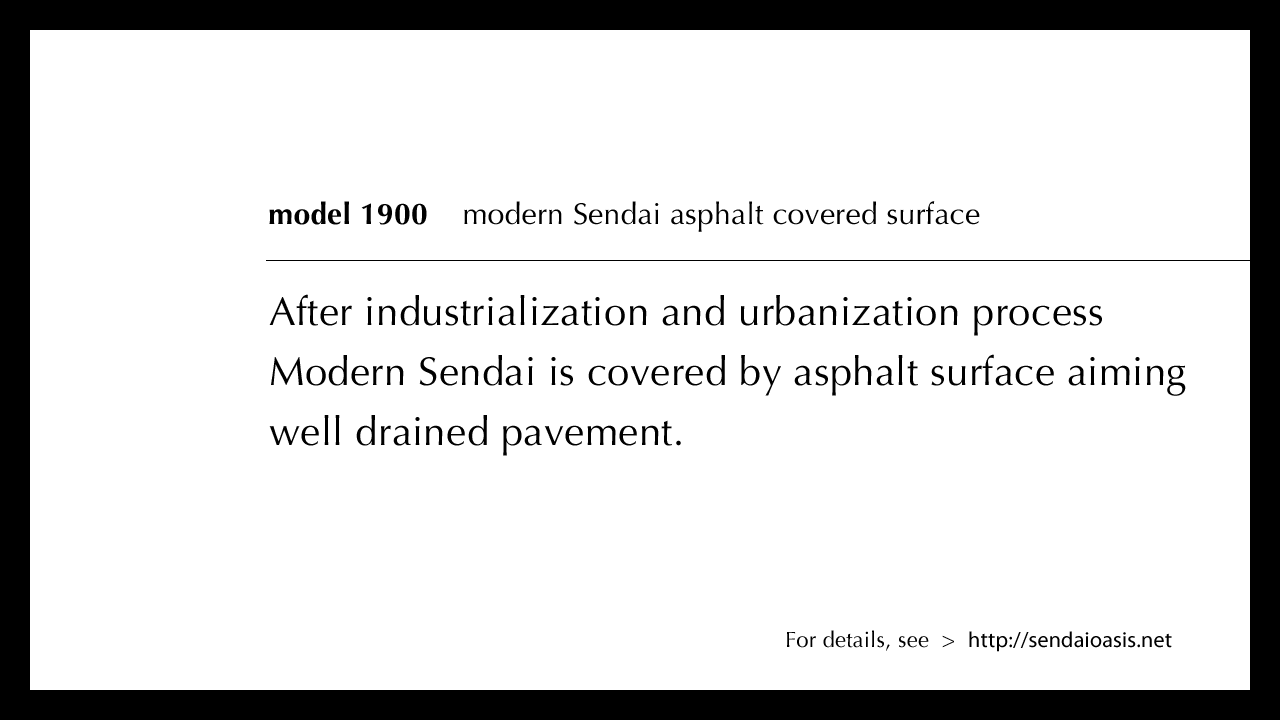 model 1900 modern Sendai asphalt covered surface
After industrialization and urbanization process
Modern Sendai is covered by asphalt surface aiming
well drained pavement.
For details, see > http://sendaioasis.net